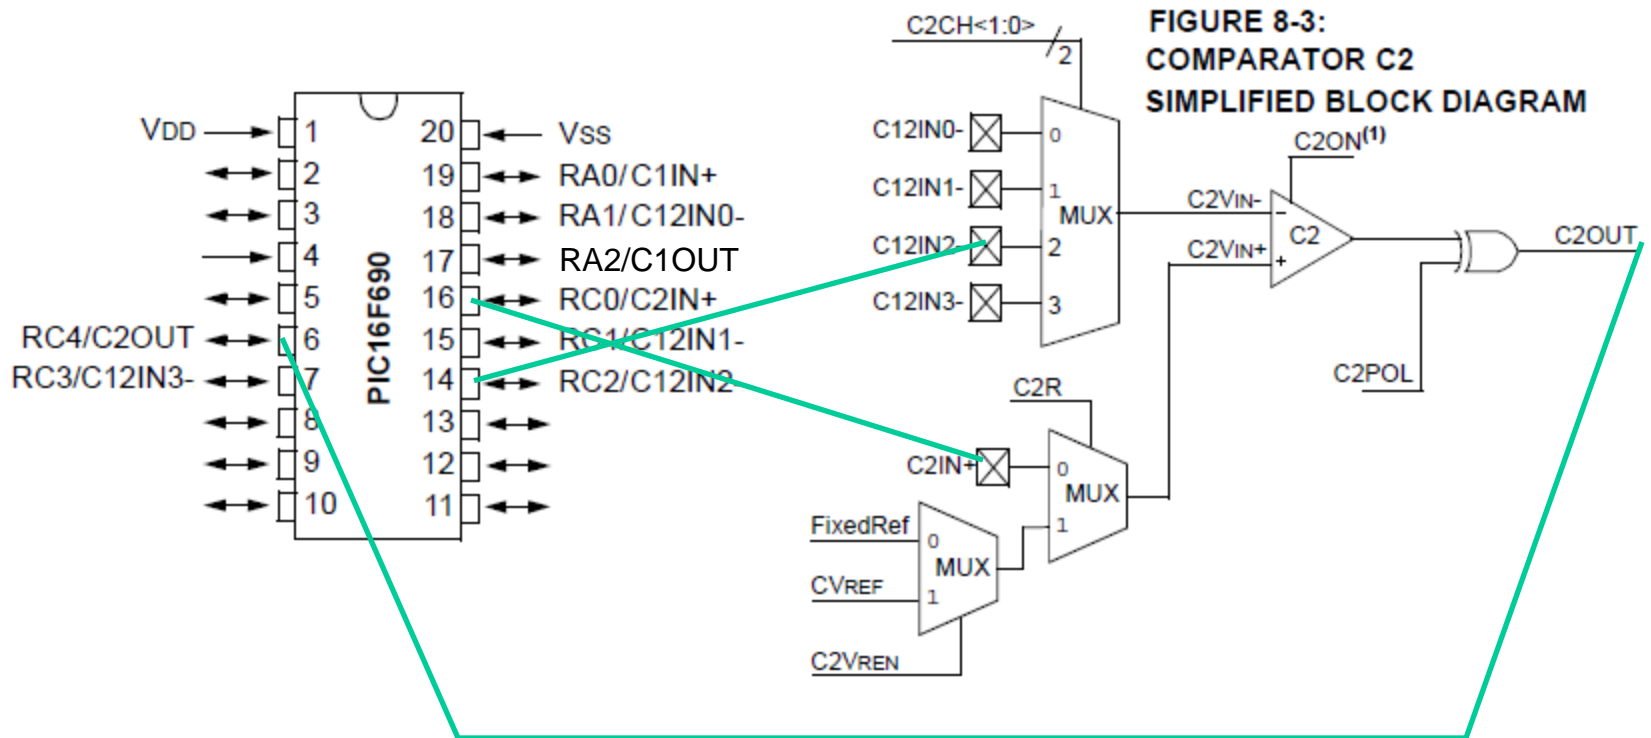 FIGURE 8-3:
COMPARATOR C2
SIMPLIFIED BLOCK DIAGRAM
VDD
1
2
3
4
5
RC4/C2OUT
6
RC3/C12IN3-
7
8
9
10
PIC16F690
20
VSS
19
RA0/C1IN+
18
RA1/C12IN0-
17
RA2/C1OUT
16
RC0/C2IN+
15
RC1/C12IN1-
14
RC2/C12IN2
13
12
11
C2CH<1:0>
2
C12IN0-
0
C12IN1-
1
MUX
C12IN2-
2
C12IN3-
3
C2ON(1)
C2VIN-
C2VIN+
-
+
C2
C2OUT
C2POL
C2R
C2IN+
0
MUX
1
FixedRef
0
MUX
CVREF
1
C2VREN